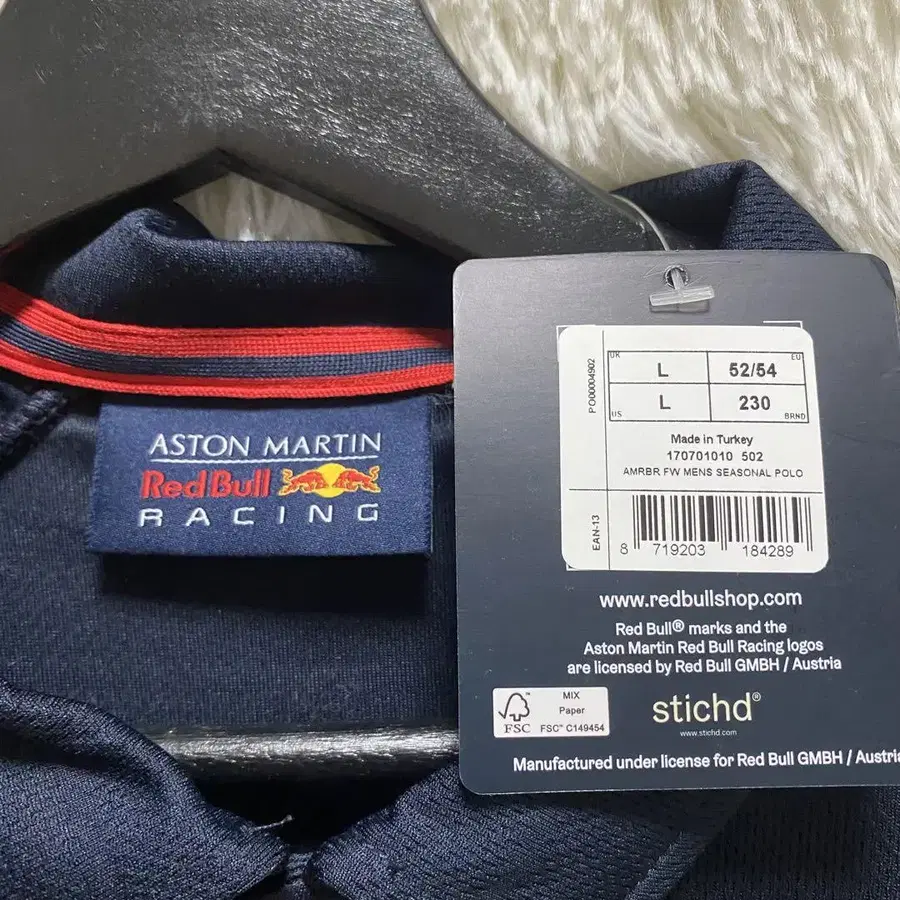 ASTON MARTIN
Red Bull
RACING
PO00004902
UK L 52/54 EU
US L 230 BRND
Made in Turkey
170701010 502
AMRBR FW MENS SEASONAL POLO
EAN-13
8 719203 184289
www.redbullshop.com
Red Bull® marks and the
Aston Martin Red Bull Racing logos
are licensed by Red Bull GMBH / Austria
FSC
MIX
Paper
FSC™ C149454
stichd®
www.stichd.com
Manufactured under license for Red Bull GMBH / Austria